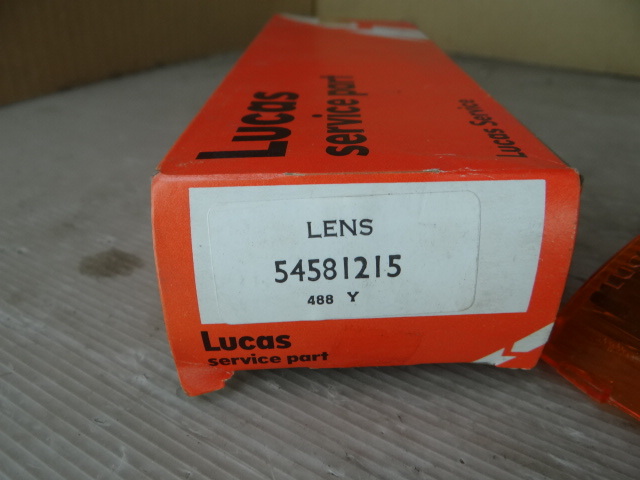 Lucas
service part
Lucas Service
LENS
54581215
488 Y
Lucas
service part